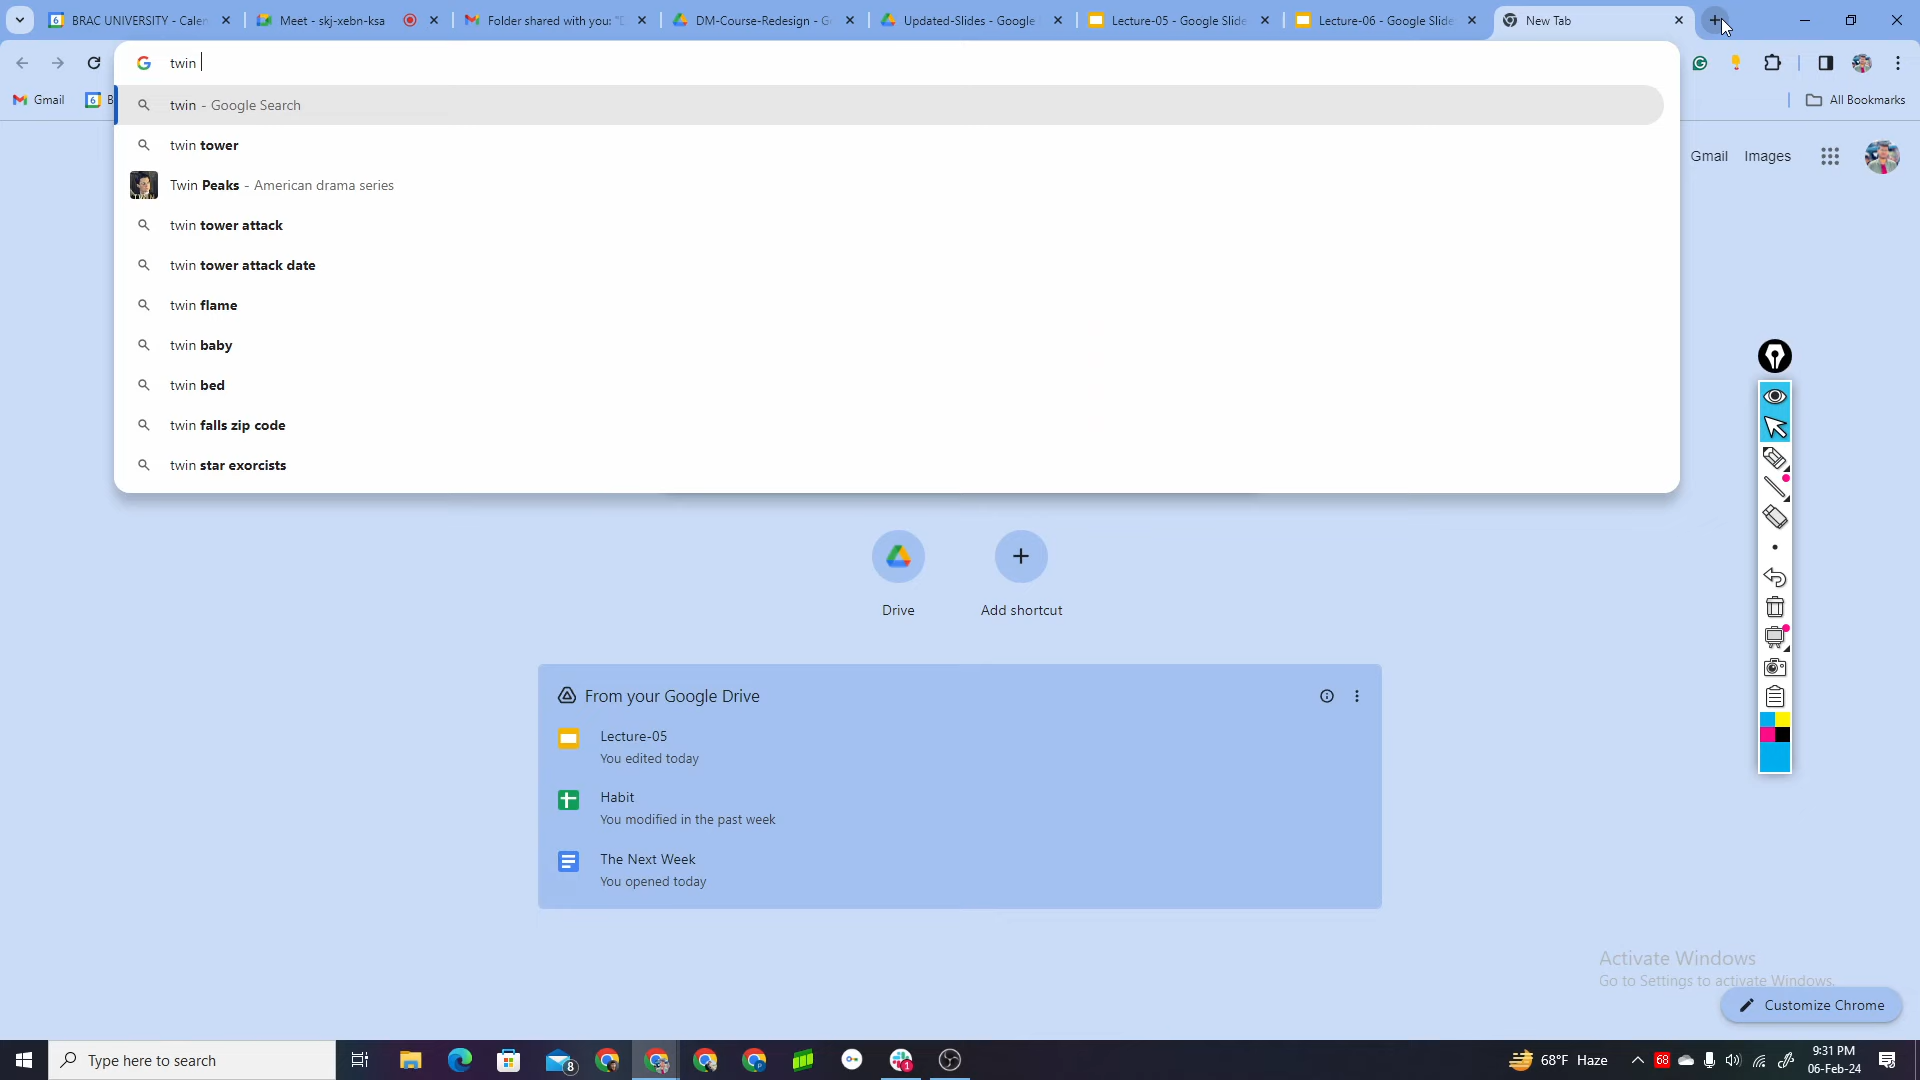 BRAC UNIVERSITY - Calen
Meet - skj-xebn-ksa
Folder shared with you: "D
DM-Course-Redesign - G
Updated-Slides - Google
Lecture-05 - Google Slide
Lecture-06 - Google Slide
New Tab
twin
Gmail
B
All Bookmarks
twin - Google Search
twin tower
Twin Peaks - American drama series
twin tower attack
twin tower attack date
twin flame
twin baby
twin bed
twin falls zip code
twin star exorcists
Gmail Images
Drive
Add shortcut
From your Google Drive
Lecture-05
You edited today
Habit
You modified in the past week
The Next Week
You opened today
Activate Windows
Go to Settings to activate Windows.
Customize Chrome
Type here to search
8
1
68°F Haze
68
9:31 PM
06-Feb-24